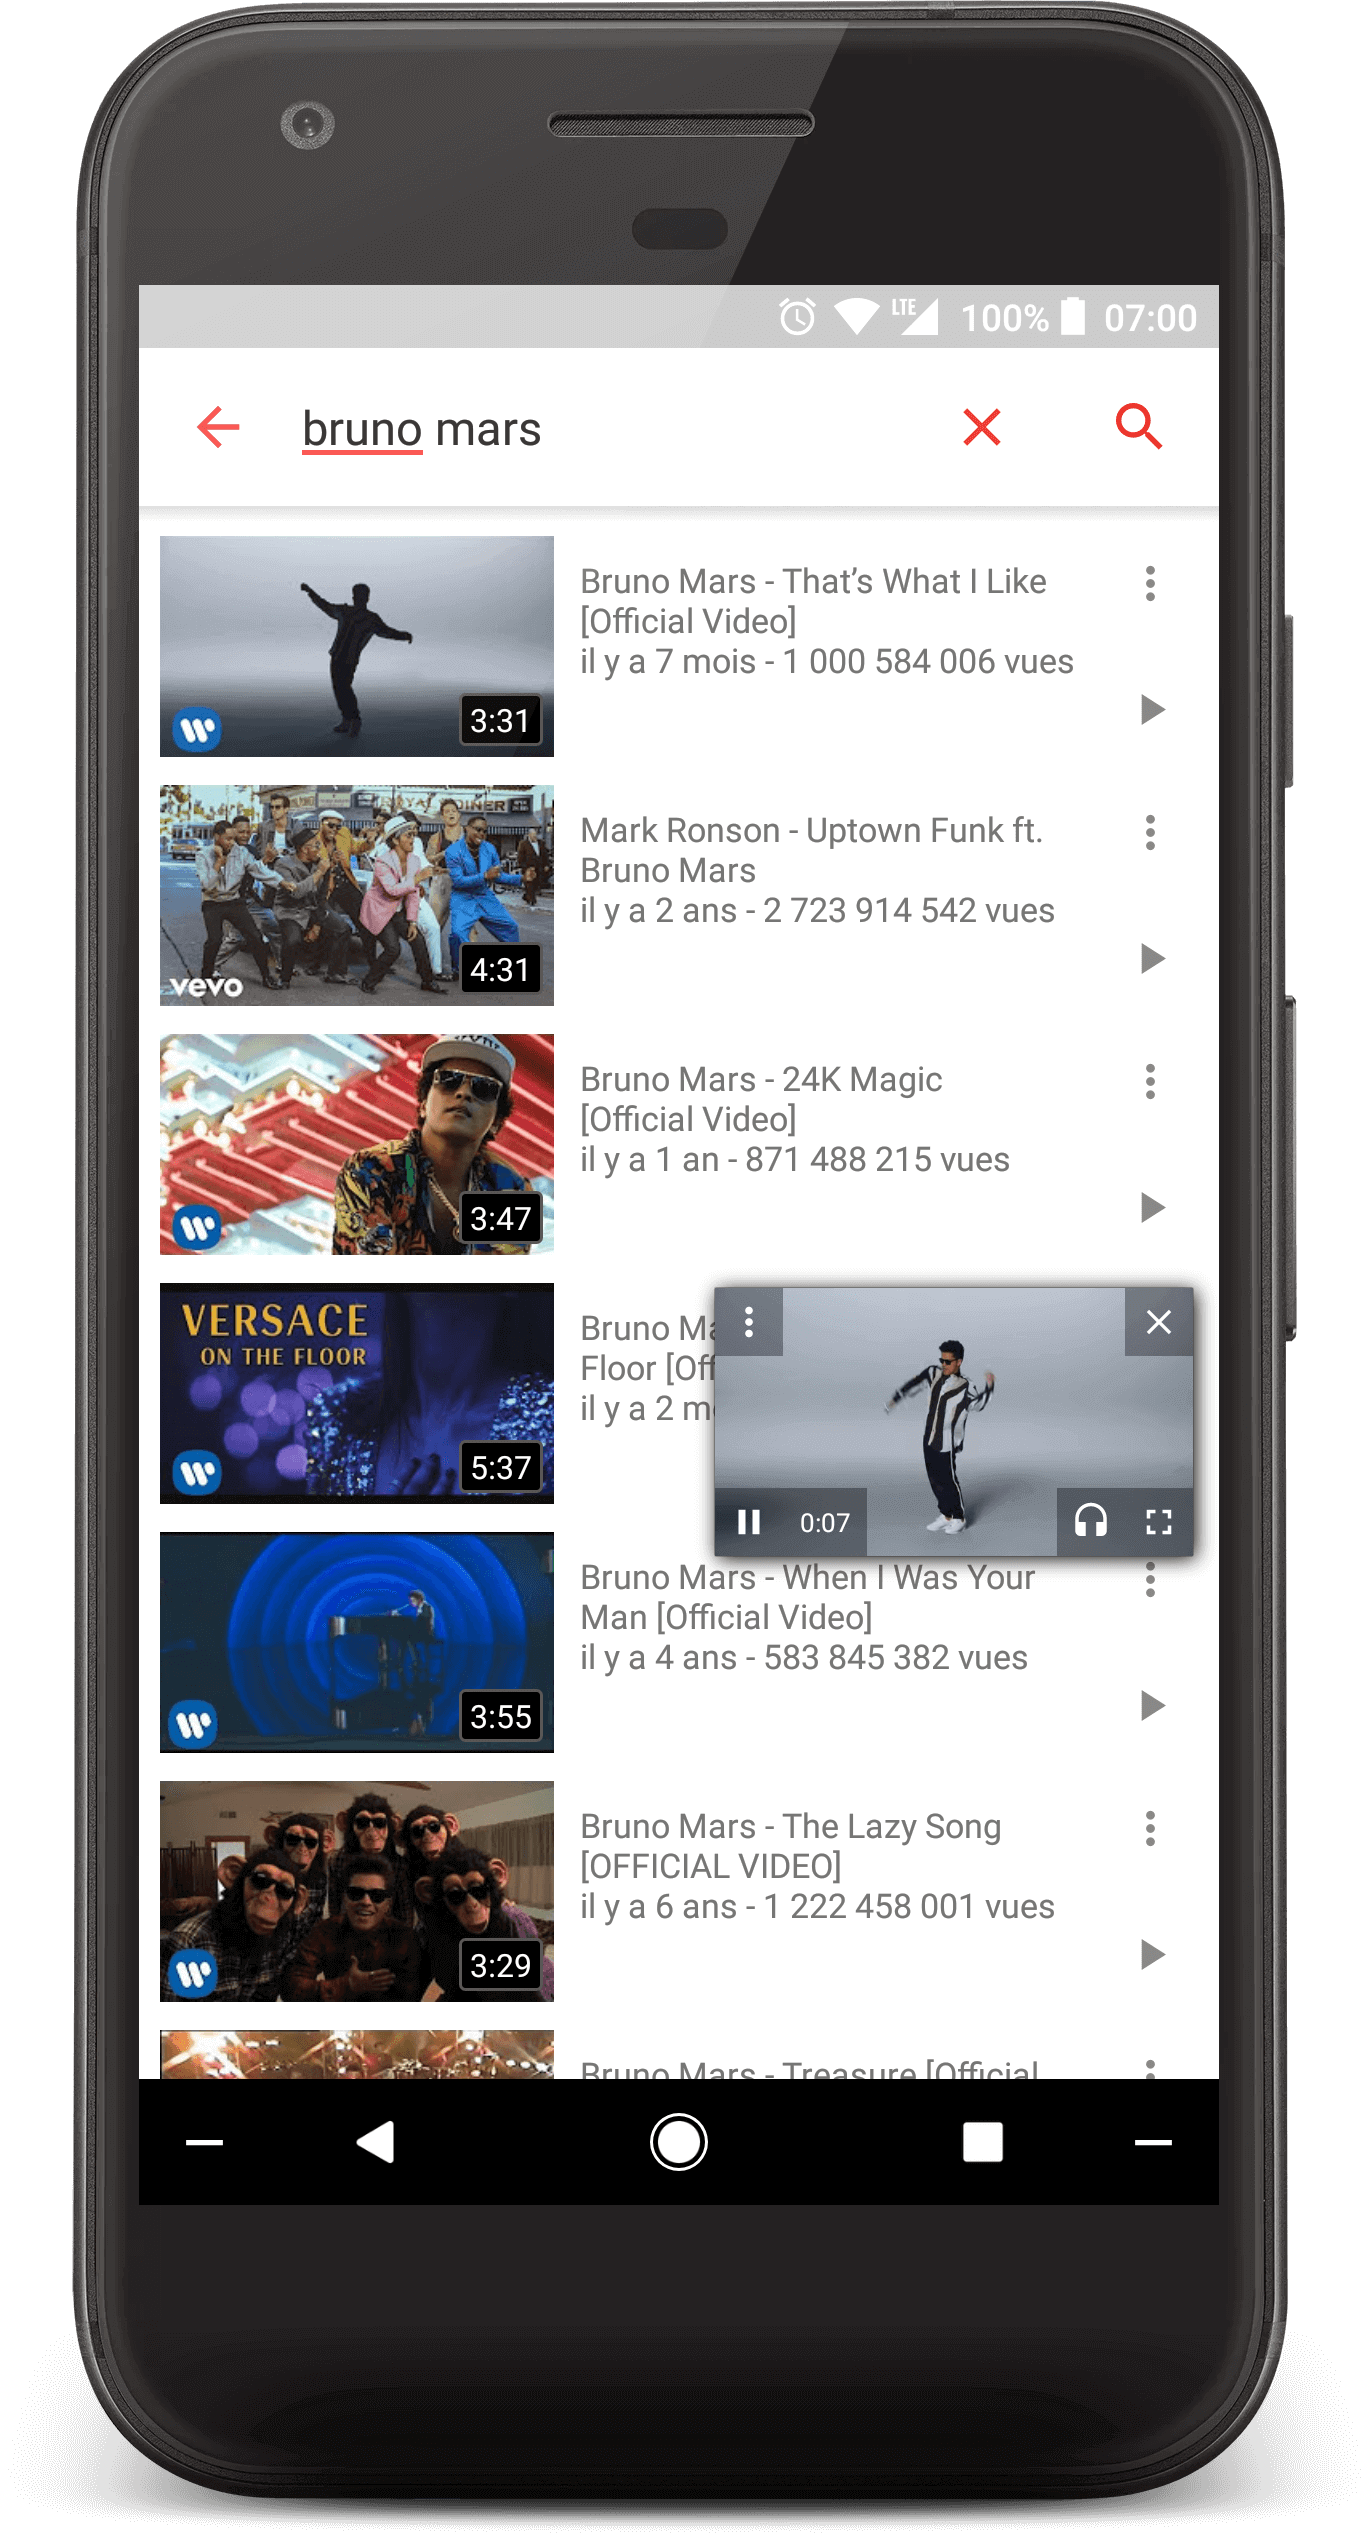 LTE 100% 07:00
bruno mars
Bruno Mars - That’s What I Like
[Official Video]
il y a 7 mois - 1 000 584 006 vues
3:31
ROYAL DINER
Mark Ronson - Uptown Funk ft.
Bruno Mars
il y a 2 ans - 2 723 914 542 vues
vevo
4:31
Bruno Mars - 24K Magic
[Official Video]
il y a 1 an - 871 488 215 vues
3:47
VERSACE
ON THE FLOOR
5:37
Bruno
Floor
il y a 2
0:07
Bruno Mars - When I Was Your
Man [Official Video]
il y a 4 ans - 583 845 382 vues
3:55
Bruno Mars - The Lazy Song
[OFFICIAL VIDEO]
il y a 6 ans - 1 222 458 001 vues
3:29
Bruno Mars - Treasure [Official